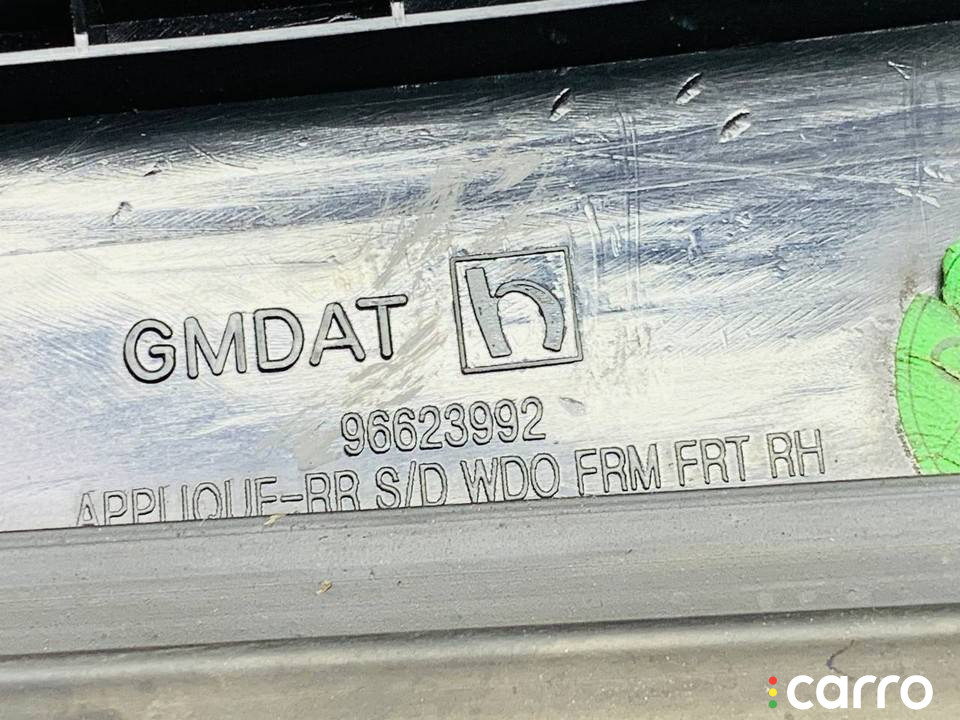 GMDAT h
96623992
APPLIQUE-RR S/D WDO FRM FRT RH
carro